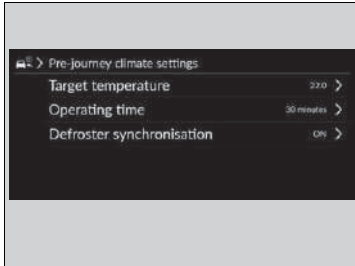 > Pre-journey climate settings
Target temperature 22.0 >
Operating time 30 minutes >
Defroster synchronisation ON >